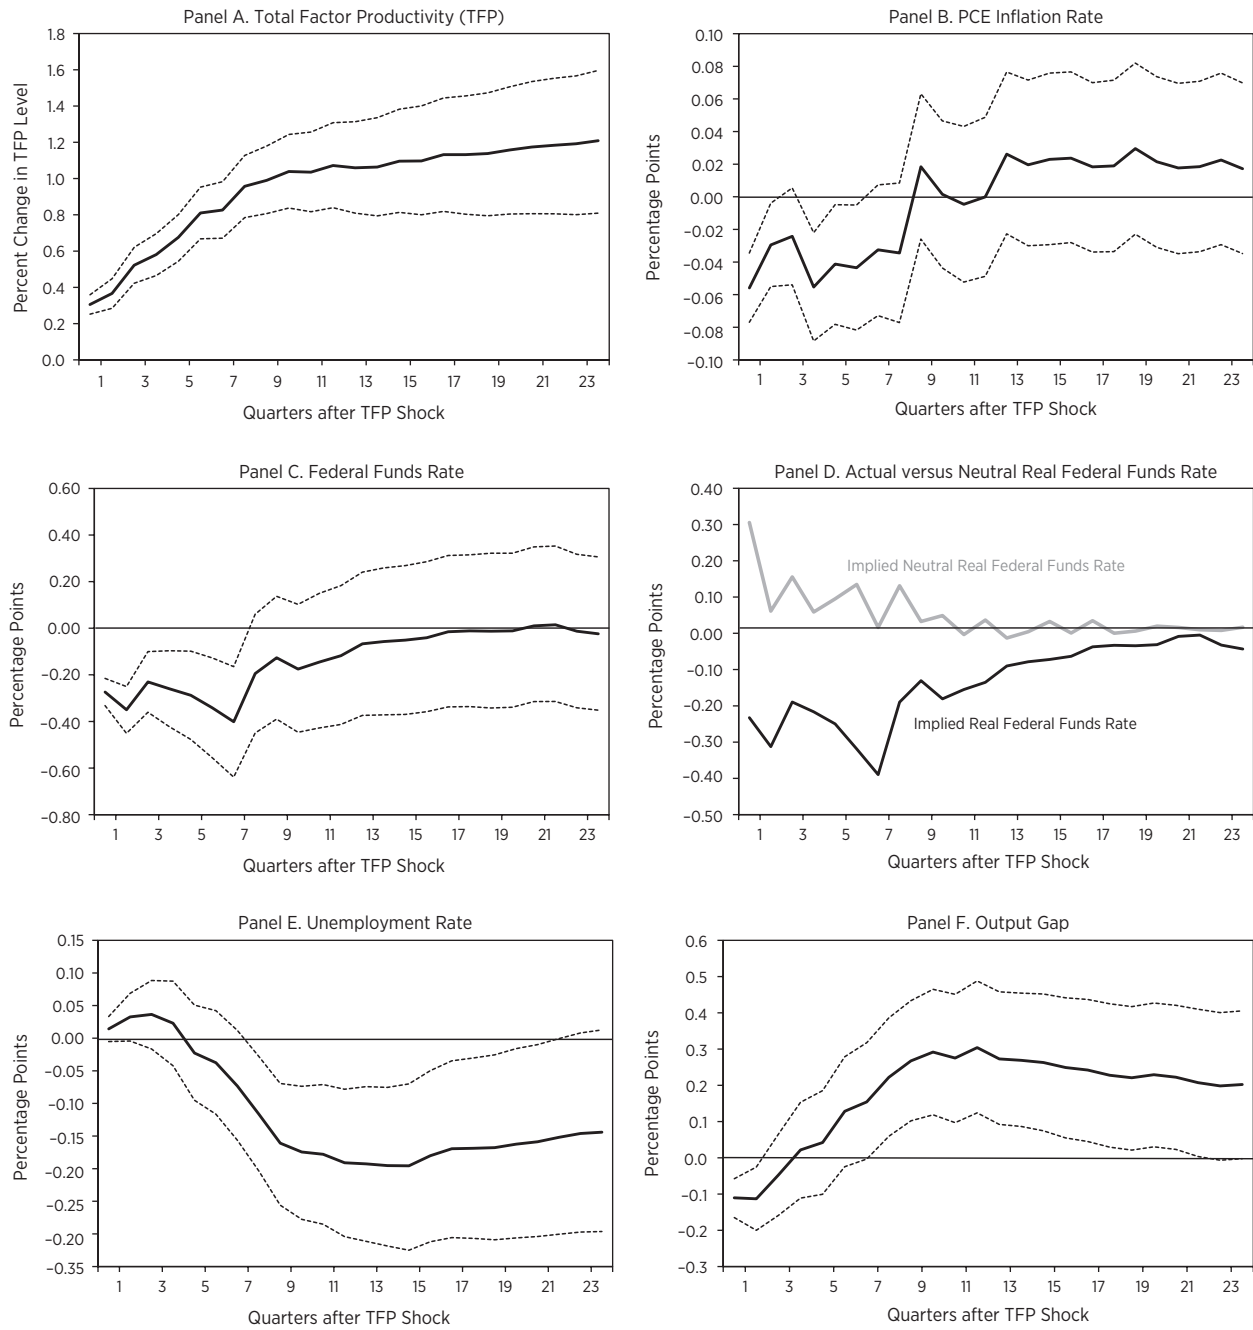 Panel A. Total Factor Productivity (TFP)
Percent Change in TFP Level
1.8
1.6
1.4
1.2
1.0
0.8
0.6
0.4
0.2
0.0
1 3 5 7 9 11 13 15 17 19 21 23
Quarters after TFP Shock
Panel B. PCE Inflation Rate
Percentage Points
0.10
0.08
0.06
0.04
0.02
0.00
−0.02
−0.04
−0.06
−0.08
−0.10
1 3 5 7 9 11 13 15 17 19 21 23
Quarters after TFP Shock
Panel C. Federal Funds Rate
Percentage Points
0.60
0.40
0.20
0.00
−0.20
−0.40
−0.60
−0.80
1 3 5 7 9 11 13 15 17 19 21 23
Quarters after TFP Shock
Panel D. Actual versus Neutral Real Federal Funds Rate
Percentage Points
0.40
0.30
0.20
0.10
0.00
−0.10
−0.20
−0.30
−0.40
−0.50
Implied Neutral Real Federal Funds Rate
Implied Real Federal Funds Rate
1 3 5 7 9 11 13 15 17 19 21 23
Quarters after TFP Shock
Panel E. Unemployment Rate
Percentage Points
0.15
0.10
0.05
0.00
−0.05
−0.10
−0.15
−0.20
−0.25
−0.20
−0.35
1 3 5 7 9 11 13 15 17 19 21 23
Quarters after TFP Shock
Panel F. Output Gap
Percentage Points
0.6
0.5
0.4
0.3
0.2
0.0
−0.1
−0.2
−0.3
1 3 5 7 9 11 13 15 17 19 21 23
Quarters after TFP Shock